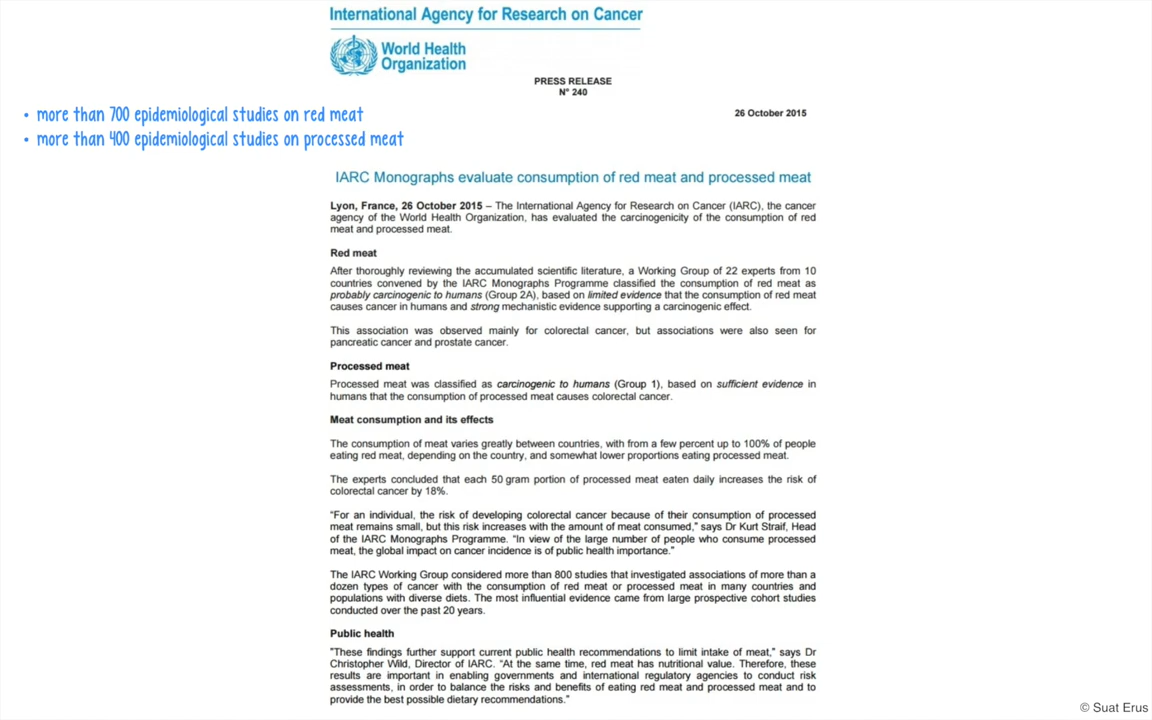 International Agency for Research on Cancer
World Health
Organization
PRESS RELEASE
N° 240
26 October 2015
• more than 700 epidemiological studies on red meat
• more than 400 epidemiological studies on processed meat
IARC Monographs evaluate consumption of red meat and processed meat
Lyon, France, 26 October 2015 – The International Agency for Research on Cancer (IARC), the cancer
agency of the World Health Organization, has evaluated the carcinogenicity of the consumption of red
meat and processed meat.
Red meat
After thoroughly reviewing the accumulated scientific literature, a Working Group of 22 experts from 10
countries convened by the IARC Monographs Programme classified the consumption of red meat as
probably carcinogenic to humans (Group 2A), based on limited evidence that the consumption of red meat
causes cancer in humans and strong mechanistic evidence supporting a carcinogenic effect.
This association was observed mainly for colorectal cancer, but associations were also seen for
pancreatic cancer and prostate cancer.
Processed meat
Processed meat was classified as carcinogenic to humans (Group 1), based on sufficient evidence in
humans that the consumption of processed meat causes colorectal cancer.
Meat consumption and its effects
The consumption of meat varies greatly between countries, with from a few percent up to 100% of people
eating red meat, depending on the country, and somewhat lower proportions eating processed meat.
The experts concluded that each 50 gram portion of processed meat eaten daily increases the risk of
colorectal cancer by 18%.
“For an individual, the risk of developing colorectal cancer because of their consumption of processed
meat remains small, but this risk increases with the amount of meat consumed,” says Dr Kurt Straif, Head
of the IARC Monographs Programme. “In view of the large number of people who consume processed
meat, the global impact on cancer incidence is of public health importance.”
The IARC Working Group considered more than 800 studies that investigated associations of more than a
dozen types of cancer with the consumption of red meat or processed meat in many countries and
populations with diverse diets. The most influential evidence came from large prospective cohort studies
conducted over the past 20 years.
Public health
“These findings further support current public health recommendations to limit intake of meat,” says Dr
Christopher Wild, Director of IARC. “At the same time, red meat has nutritional value. Therefore, these
results are important in enabling governments and international regulatory agencies to conduct risk
assessments, in order to balance the risks and benefits of eating red meat and processed meat and to
provide the best possible dietary recommendations.”
© Suat Erus